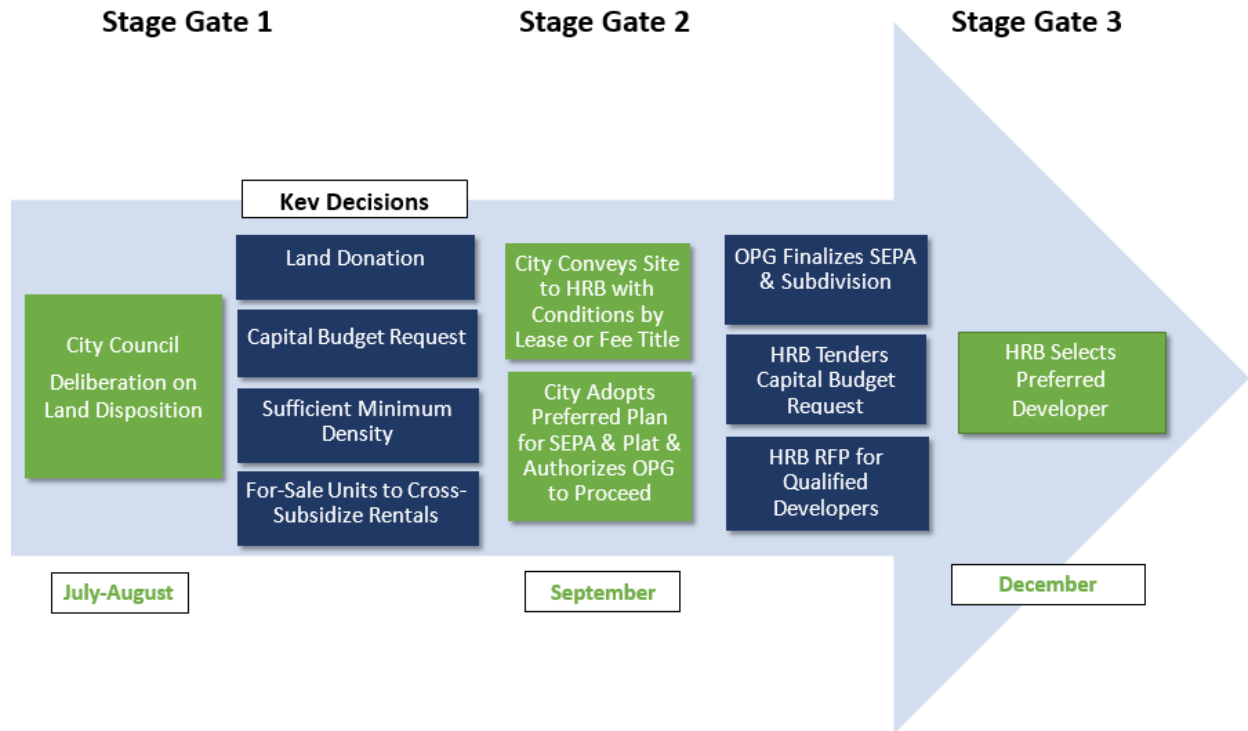 Stage Gate 1
Stage Gate 2
Stage Gate 3
Kev Decisions
City Council
Deliberation on
Land Disposition
Land Donation
Capital Budget Request
Sufficient Minimum
Density
For-Sale Units to Cross-
Subsidize Rentals
City Conveys Site
to HRB with
Conditions by
Lease or Fee Title
City Adopts
Preferred Plan
for SEPA & Plat &
Authorizes OPG
to Proceed
OPG Finalizes SEPA
& Subdivision
HRB Tenders
Capital Budget
Request
HRB RFP for
Qualified
Developers
HRB Selects
Preferred
Developer
July-August
September
December